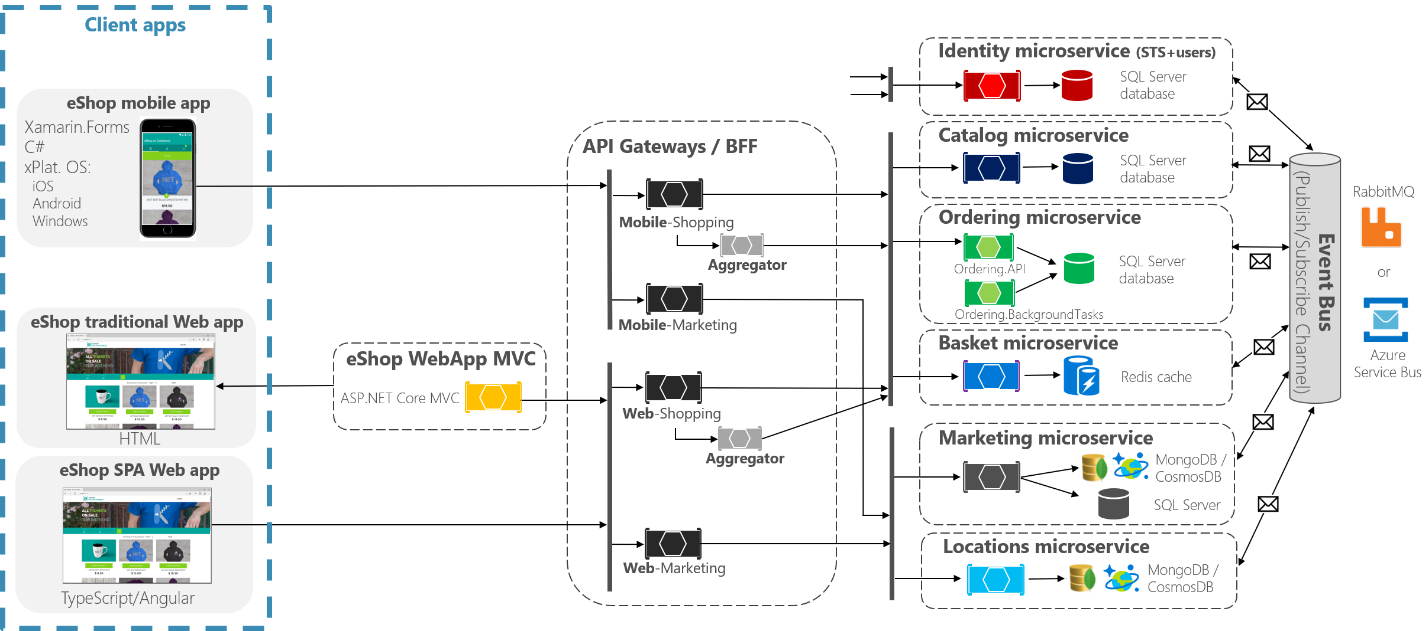 Client apps
eShop mobile app
Xamarin.Forms
C#
xPlat. OS:
iOS
Android
Windows
eShop traditional Web app
HTML
eShop SPA Web app
TypeScript/Angular
eShop WebApp MVC
ASP.NET Core MVC
API Gateways / BFF
Mobile-Shopping
Aggregator
Mobile-Marketing
Web-Shopping
Aggregator
Web-Marketing
Identity microservice (STS+users)
SQL Server
database
Catalog microservice
SQL Server
database
Ordering microservice
Ordering.API
SQL Server
database
Ordering.BackgroundTasks
Basket microservice
Redis cache
Marketing microservice
MongoDB /
CosmosDB
SQL Server
Locations microservice
MongoDB /
CosmosDB
Event Bus
(Publish/Subscribe Channel)
RabbitMQ
or
Azure
Service Bus